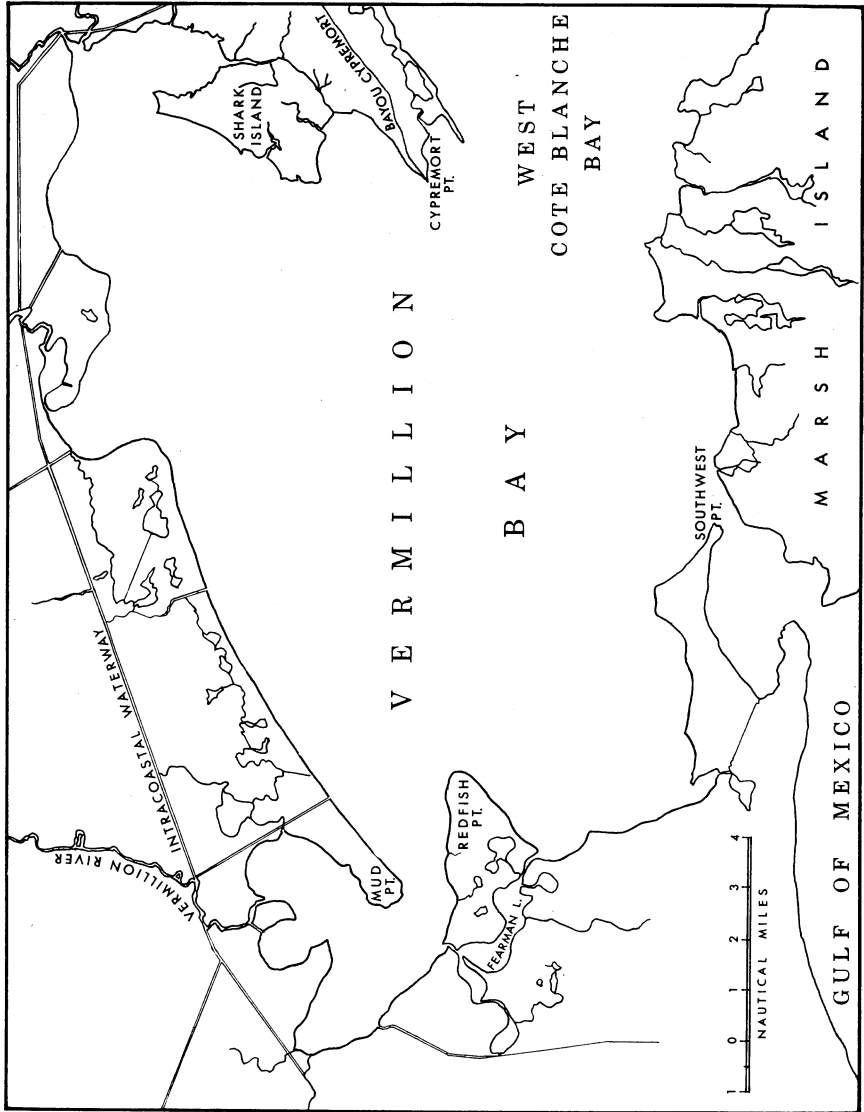 SHARK
ISLAND
BAYOU CYPREMORT
CYPREMORT
PT.
WEST
COTE BLANCHE
BAY
VERMILLION
BAY
INTRACOASTAL WATERWAY
VERMILLION RIVER
MUD
PT.
REDFISH
PT.
FEARMAN L.
SOUTHWEST
PT.
MARSH ISLAND
GULF OF MEXICO
1 0 1 2 3 4
NAUTICAL MILES